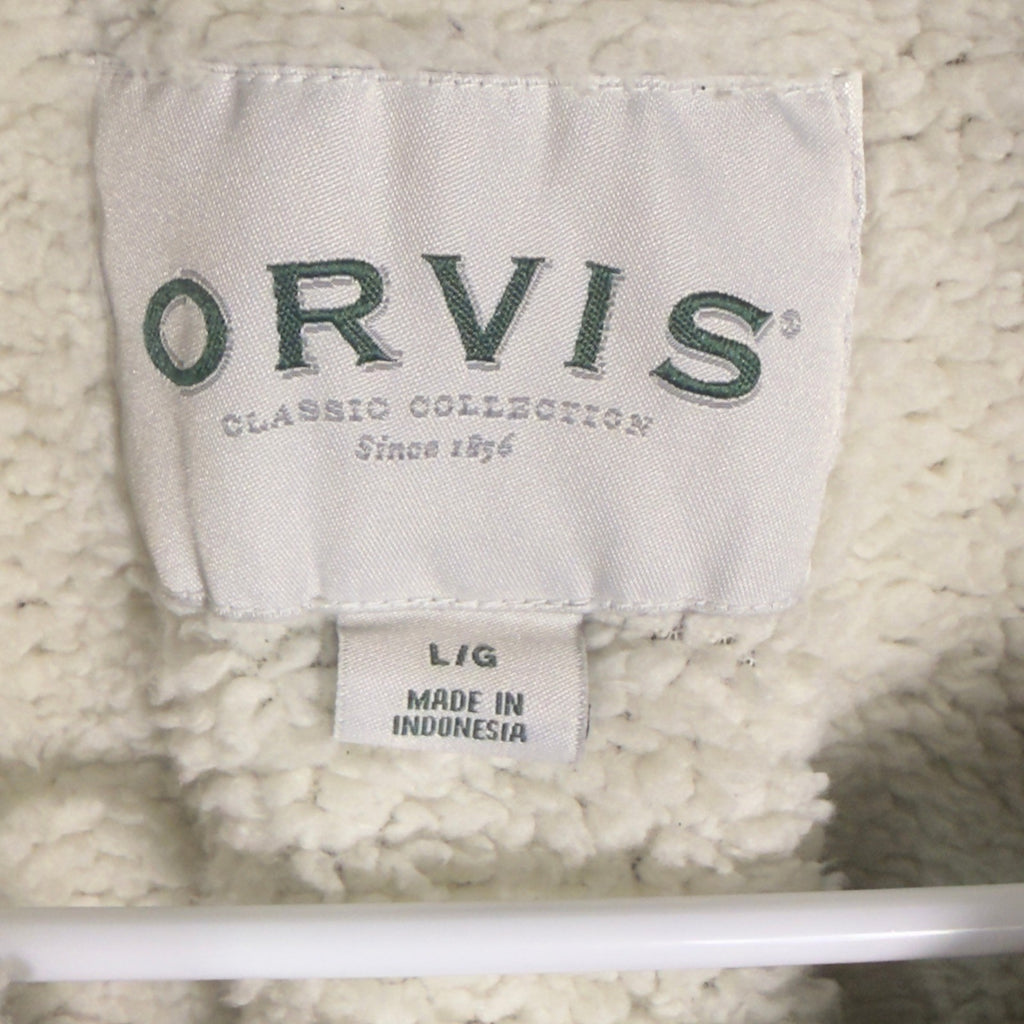 ORVIS®
CLASSIC COLLECTION
Since 1856
L/G
MADE IN
INDONESIA